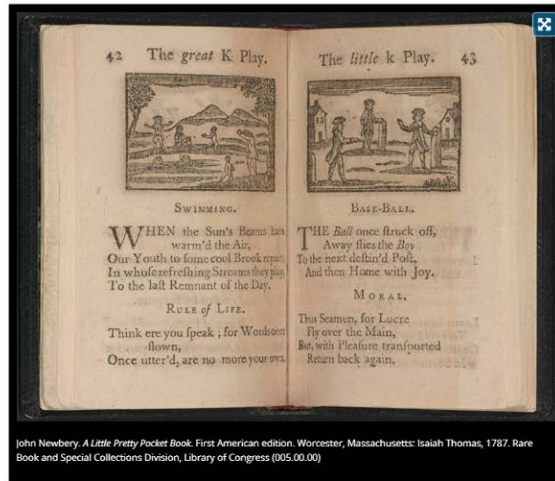 42 The great K Play.
SWIMMING.
WHEN the Sun's Beams have
warm'd the Air,
Our Youth to some cool Brook repair,
In whoſe refreſhing Streams they play,
To the laſt Remnant of the Day.
RULE of LIFE.
Think ere you ſpeak; for Words once
flown,
Once utter'd, are no more your own.
The little k Play. 43
BASE-BALL.
THE Ball once ſtruck off,
Away flies the Boy
To the next deſtin'd Poſt,
And then Home with Joy.
MORAL.
Thus Seamen, for Lucre
Fly over the Main,
But, with Pleaſure tranſported
Return back again.
John Newbery. A Little Pretty Pocket Book. First American edition. Worcester, Massachusetts: Isaiah Thomas, 1787. Rare
Book and Special Collections Division, Library of Congress (005.00.00)